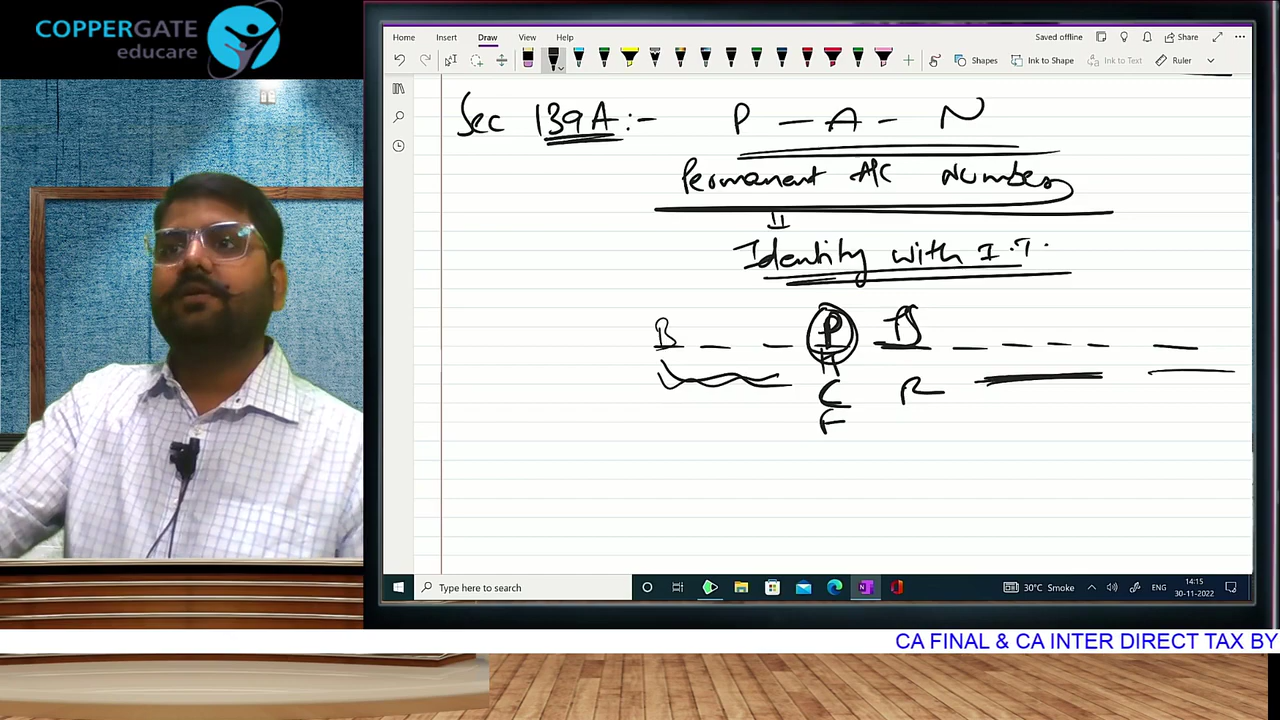 COPPERGATE
educare
Home Insert Draw View Help
Saved offline
Share
Shapes
Ink to Shape
Ink to Text
Ruler
Sec 139A:- P - A - N
Permanent A/c Number
Identity with I.T.
B _ _ P B _ _ _ _ _
H
C R
F
Type here to search
30°C Smoke
ENG
14:15
30-11-2022
CA FINAL & CA INTER DIRECT TAX BY